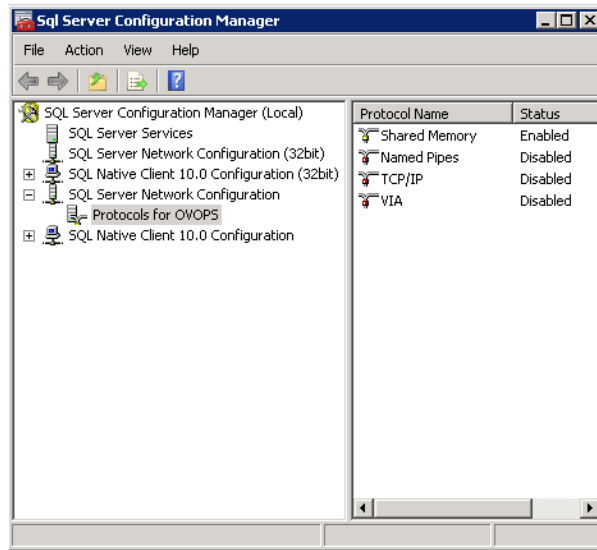 Sql Server Configuration Manager
File Action View Help
SQL Server Configuration Manager (Local)
SQL Server Services
SQL Server Network Configuration (32bit)
SQL Native Client 10.0 Configuration (32bit)
SQL Server Network Configuration
Protocols for OVOPS
SQL Native Client 10.0 Configuration
Protocol Name Status
Shared Memory Enabled
Named Pipes Disabled
TCP/IP Disabled
VIA Disabled